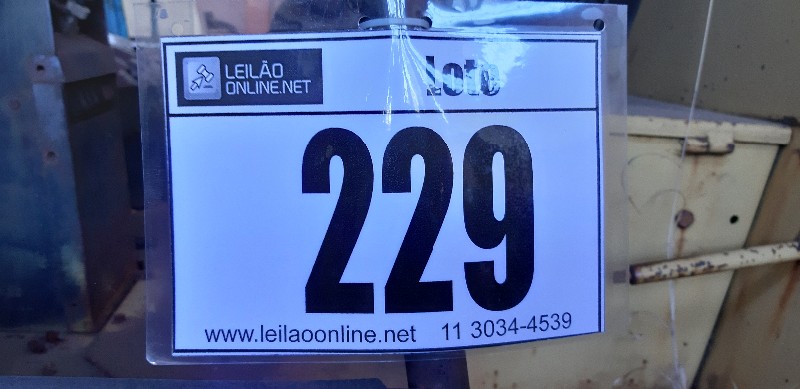 LEILÃO
ONLINE.NET
Lote
229
www.leilaoonline.net 11 3034-4539